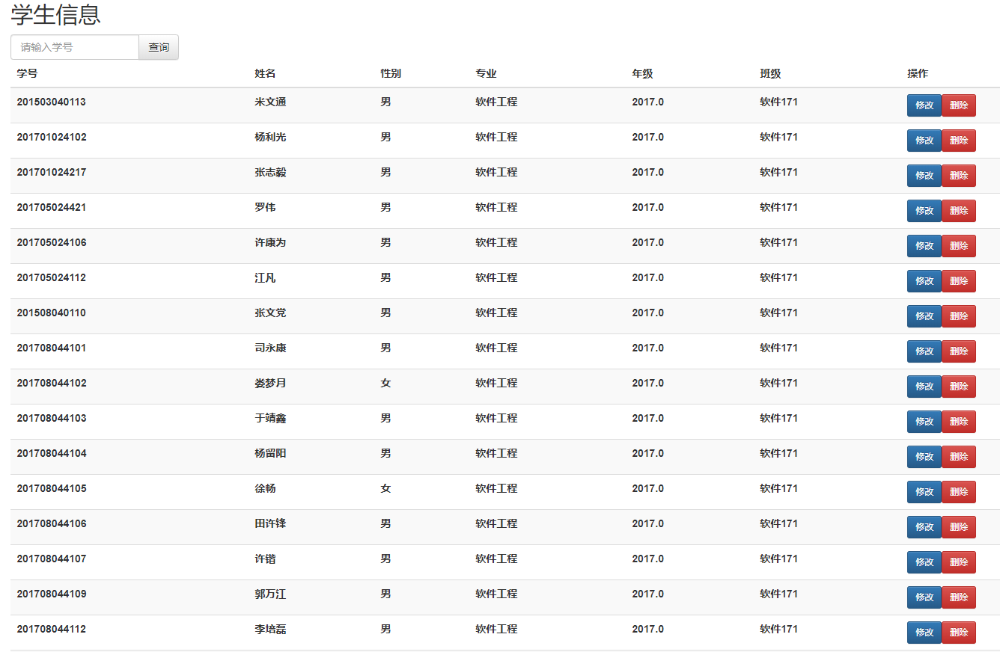 学生信息
请输入学号 查询
学号 姓名 性别 专业 年级 班级 操作
201503040113 米文通 男 软件工程 2017.0 软件171 修改 删除
201701024102 杨利光 男 软件工程 2017.0 软件171 修改 删除
201701024217 张志毅 男 软件工程 2017.0 软件171 修改 删除
201705024421 罗伟 男 软件工程 2017.0 软件171 修改 删除
201705024106 许康为 男 软件工程 2017.0 软件171 修改 删除
201705024112 江凡 男 软件工程 2017.0 软件171 修改 删除
201508040110 张文党 男 软件工程 2017.0 软件171 修改 删除
201708044101 司永康 男 软件工程 2017.0 软件171 修改 删除
201708044102 娄梦月 女 软件工程 2017.0 软件171 修改 删除
201708044103 于靖鑫 男 软件工程 2017.0 软件171 修改 删除
201708044104 杨留阳 男 软件工程 2017.0 软件171 修改 删除
201708044105 徐畅 女 软件工程 2017.0 软件171 修改 删除
201708044106 田许锋 男 软件工程 2017.0 软件171 修改 删除
201708044107 许锴 男 软件工程 2017.0 软件171 修改 删除
201708044109 郭万江 男 软件工程 2017.0 软件171 修改 删除
201708044112 李培磊 男 软件工程 2017.0 软件171 修改 删除